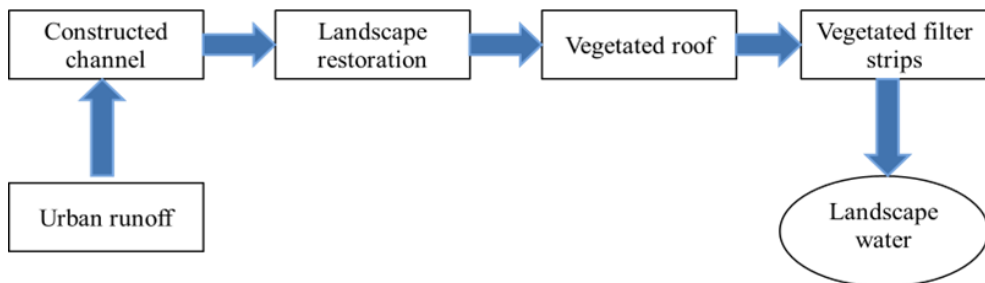 Constructed
channel
Landscape
restoration
Vegetated roof
Vegetated filter
strips
Urban runoff
Landscape
water